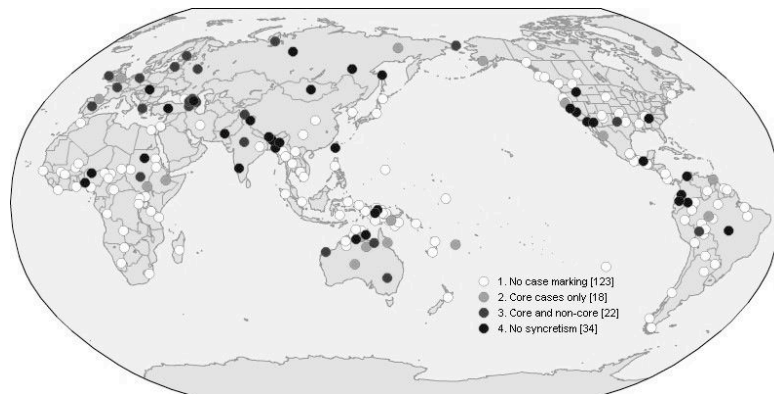 1. No case marking [123]
2. Core cases only [18]
3. Core and non-core [22]
4. No syncretism [34]